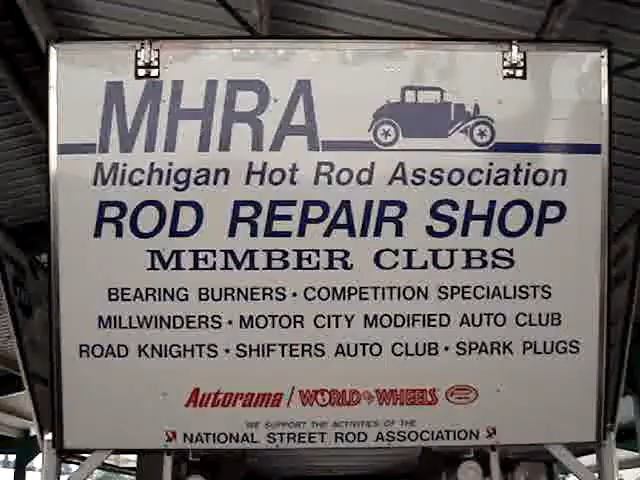 MHRA
Michigan Hot Rod Association
ROD REPAIR SHOP
MEMBER CLUBS
BEARING BURNERS • COMPETITION SPECIALISTS
MILLWINDERS • MOTOR CITY MODIFIED AUTO CLUB
ROAD KNIGHTS • SHIFTERS AUTO CLUB • SPARK PLUGS
Autorama / WORLD OF WHEELS
WE SUPPORT THE ACTIVITIES OF THE
NATIONAL STREET ROD ASSOCIATION